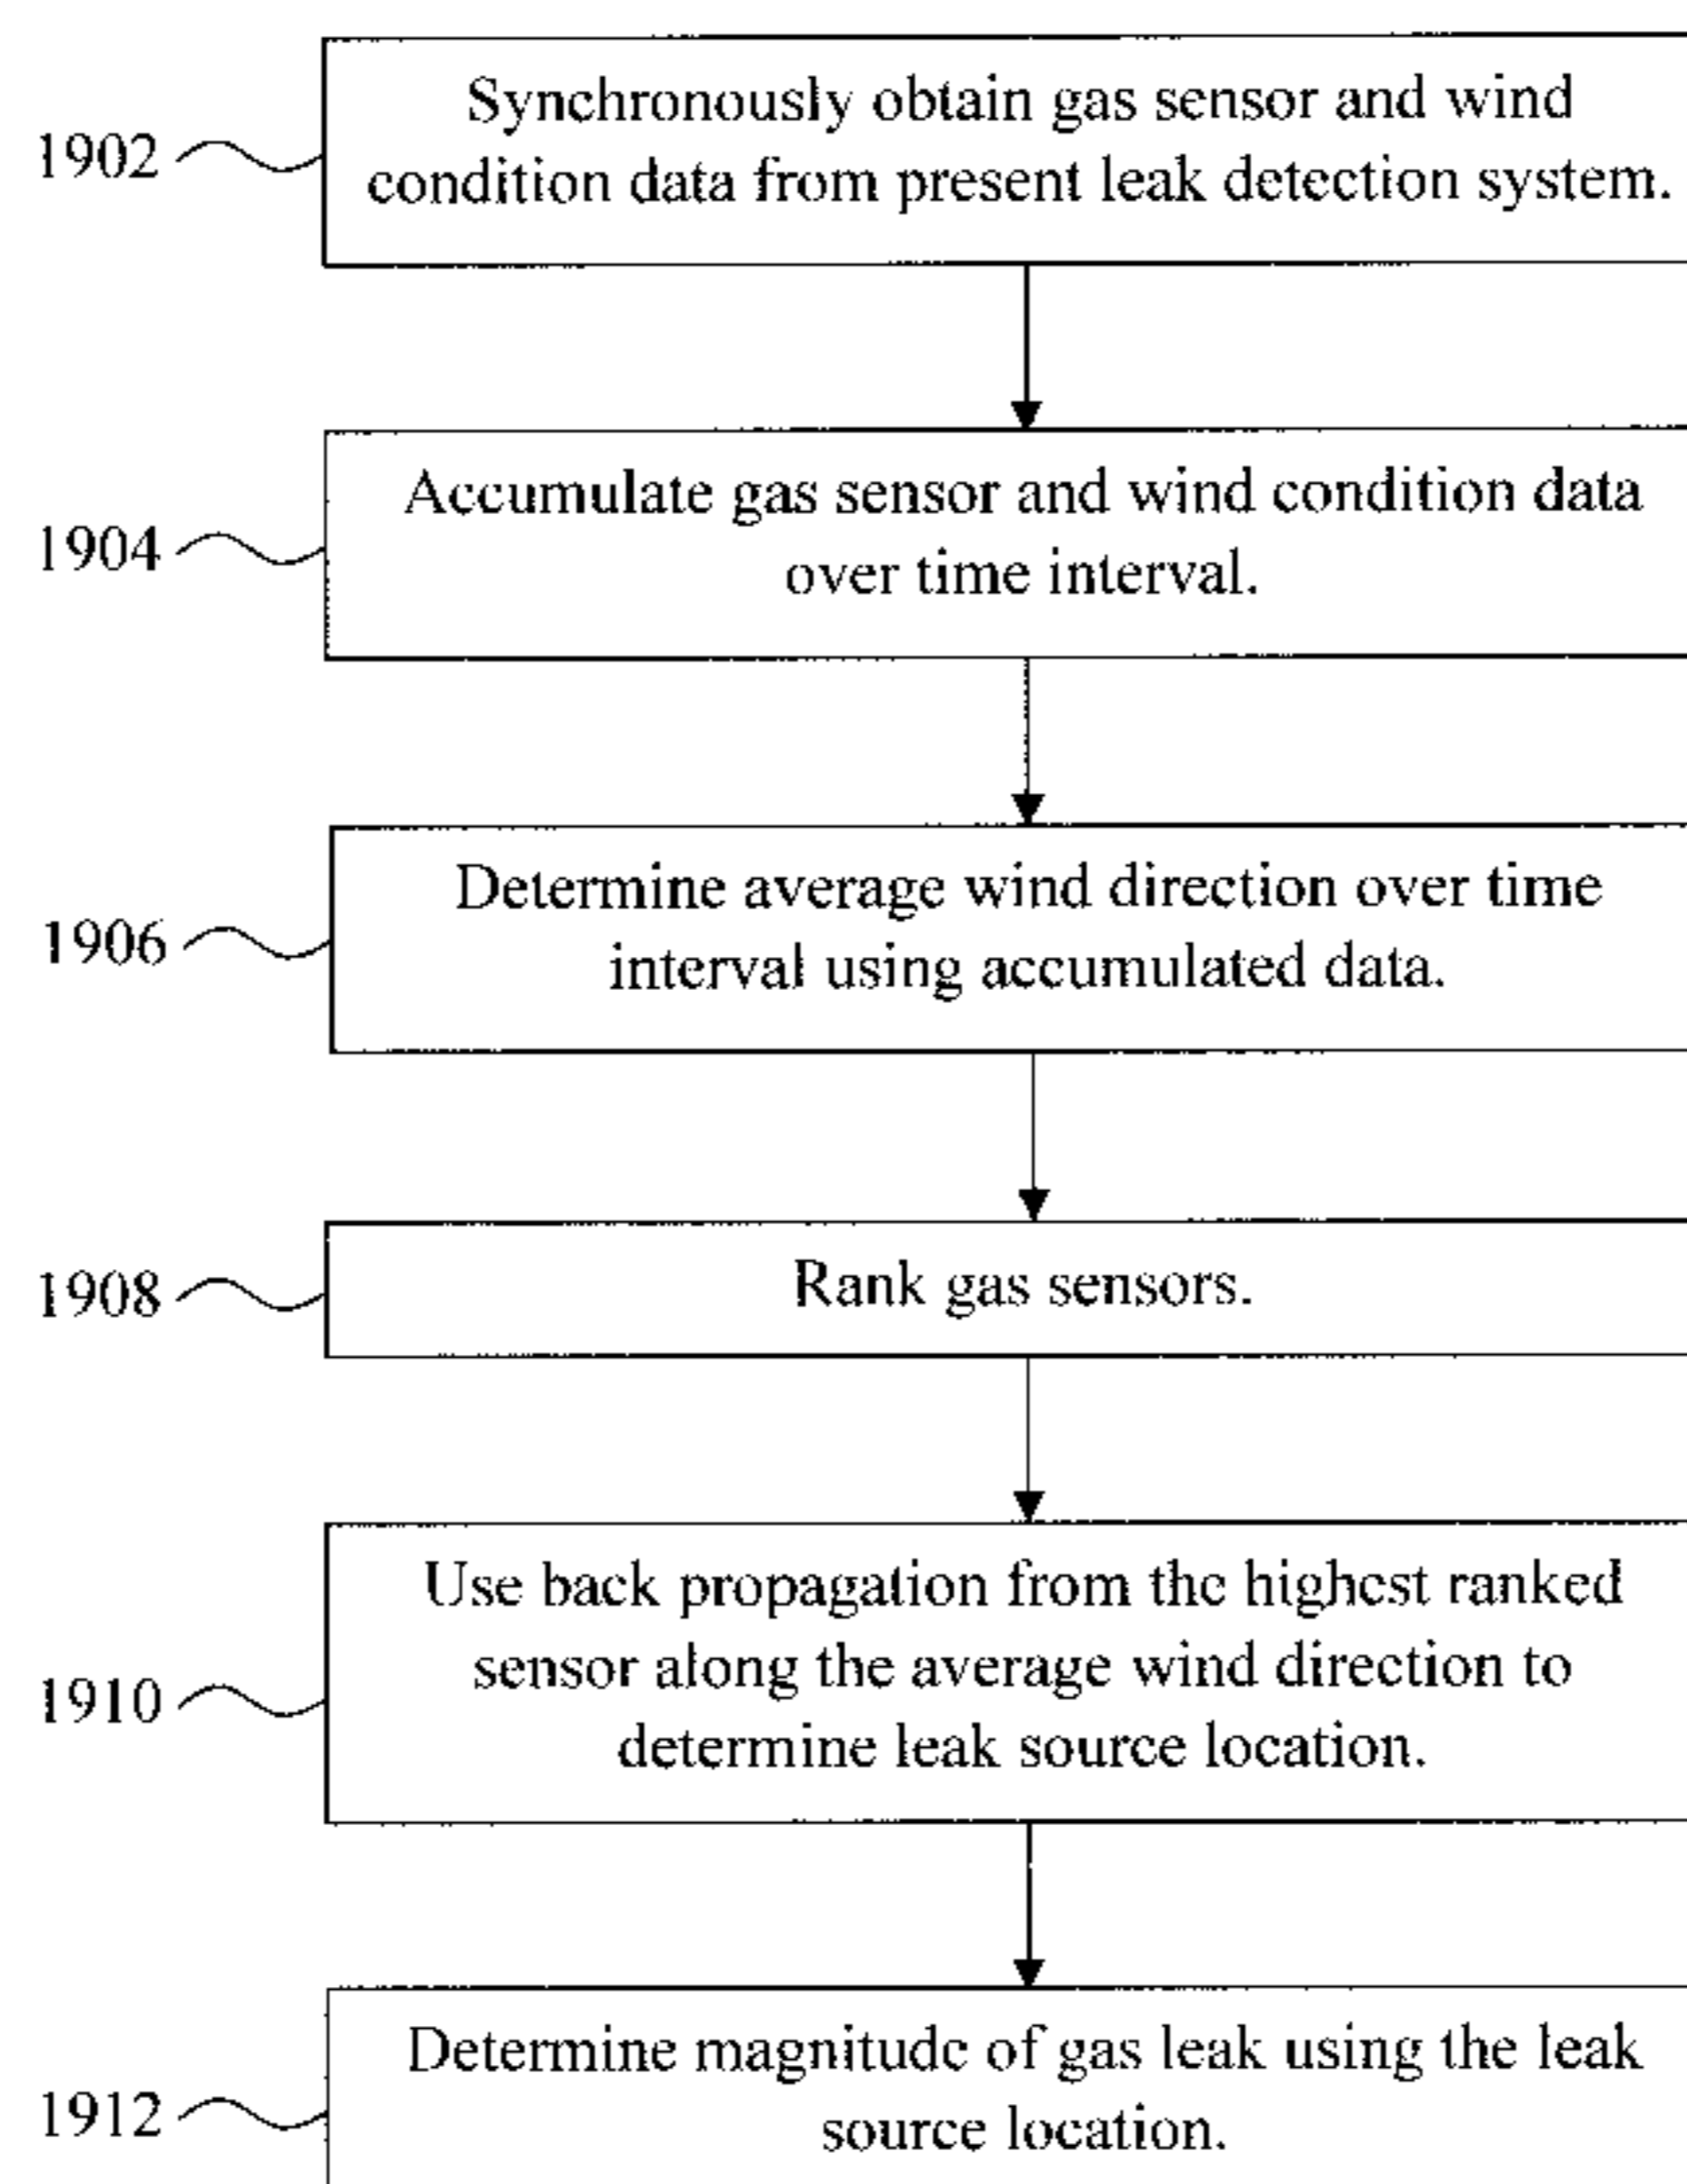 Synchronously obtain gas sensor and wind
1902
condition data from present leak detection system.
Accumulate gas sensor and wind condition data
1904
over time interval.
Determine average wind direction over time
1906
interval using accumulated data.
1908
Rank gas sensors.
Use back propagation from the highest ranked
sensor along the average wind direction to
1910
determine leak source location.
Determine magnitude of gas leak using the leak
1912
source location.